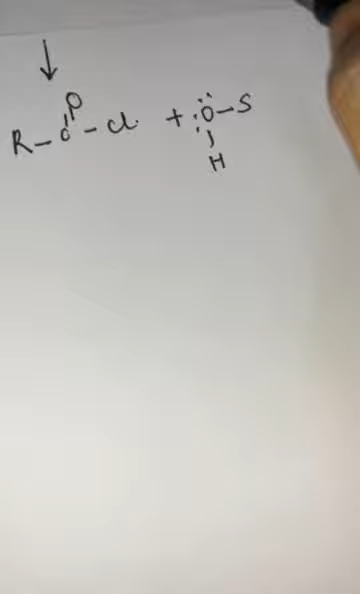 O
R-C-Cl + :Ö-S
H